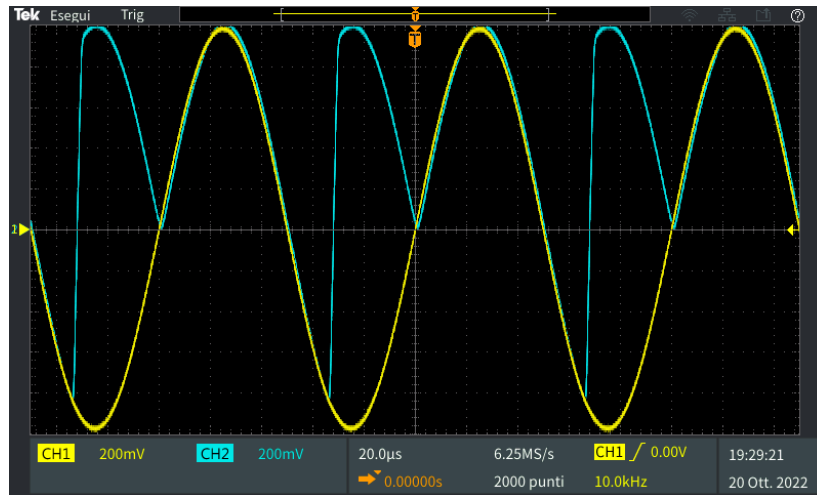 Tek Esegui Trig
T
T
1
CH1 200mV CH2 200mV 20.0µs 6.25MS/s CH1 0.00V 19:29:21
0.00000s 2000 punti 10.0kHz 20 Ott. 2022